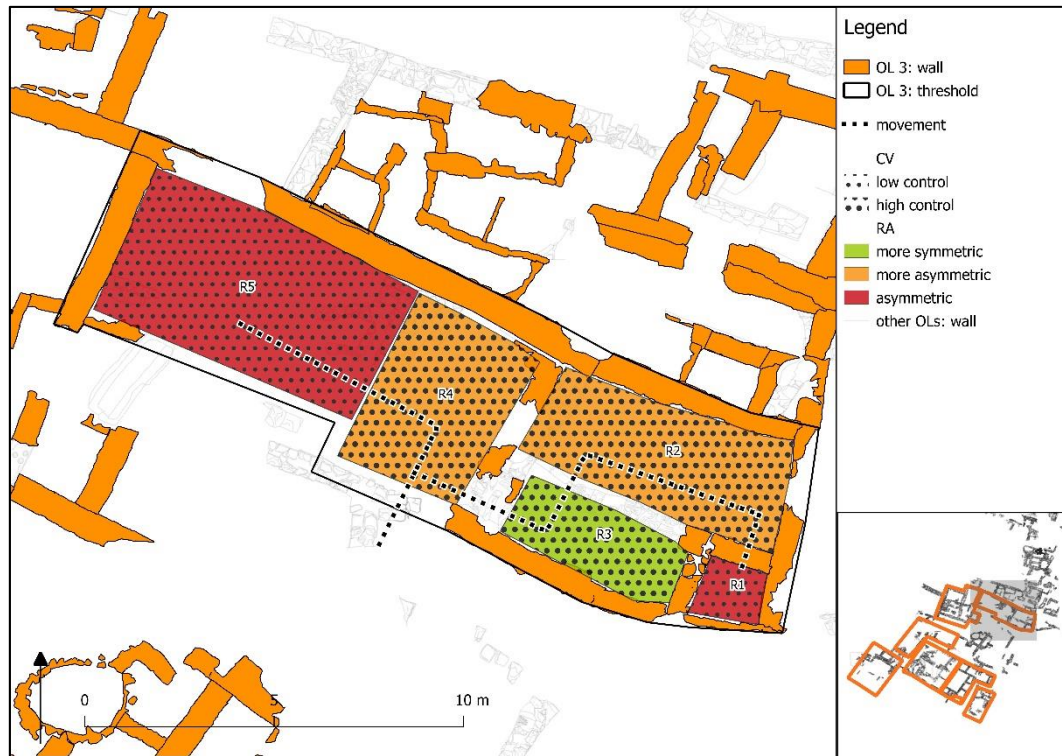 Legend
OL 3: wall
OL 3: threshold
movement
CV
low control
high control
RA
more symmetric
more asymmetric
asymmetric
other OLs: wall
R5
R4
R2
R3
R1
0 5 10 m